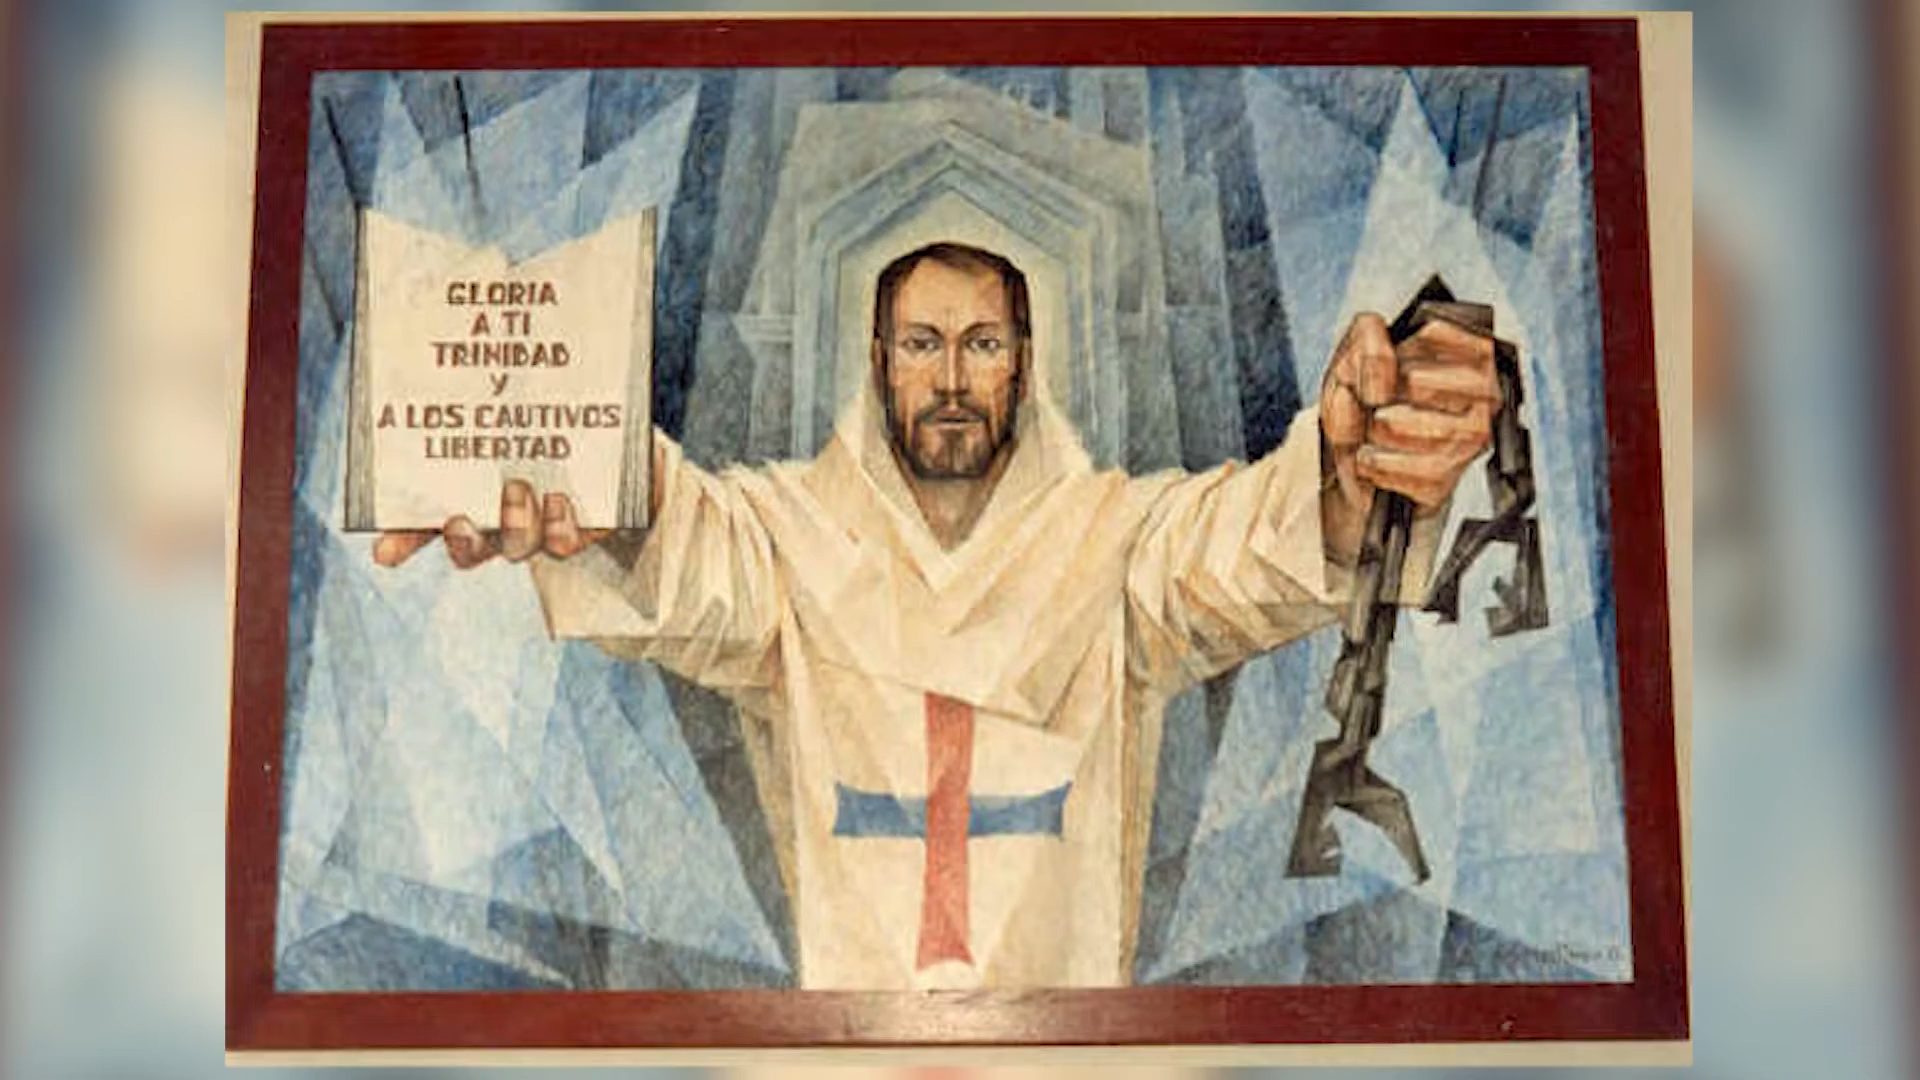 GLORIA
A TI
TRINIDAD
y
A LOS CAUTIVOS
LIBERTAD